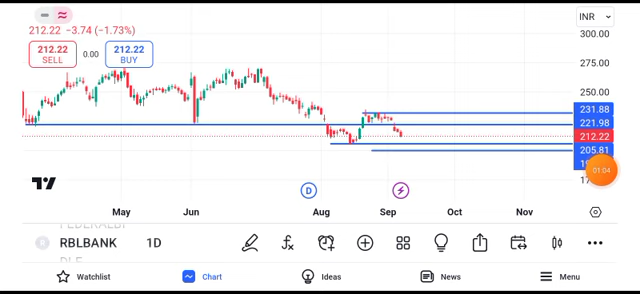 INR
212.22 −3.74 (−1.73%)
300.00
212.22
SELL
0.00
212.22
BUY
275.00
250.00
231.88
221.98
212.22
205.81
01:04
D
May
Jun
Aug
Sep
Oct
Nov
R
RBLBANK
1D
Watchlist
Chart
Ideas
News
Menu